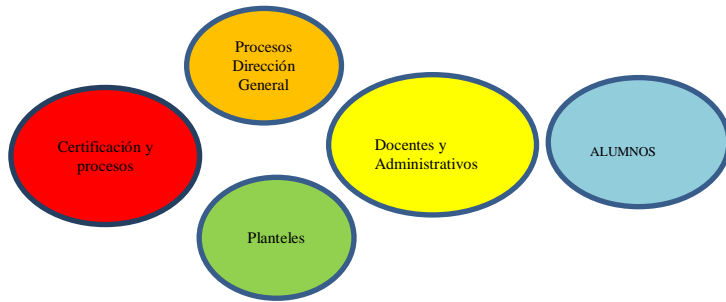 Procesos
Dirección
General
Certificación y
procesos
Docentes y
Administrativos
ALUMNOS
Planteles